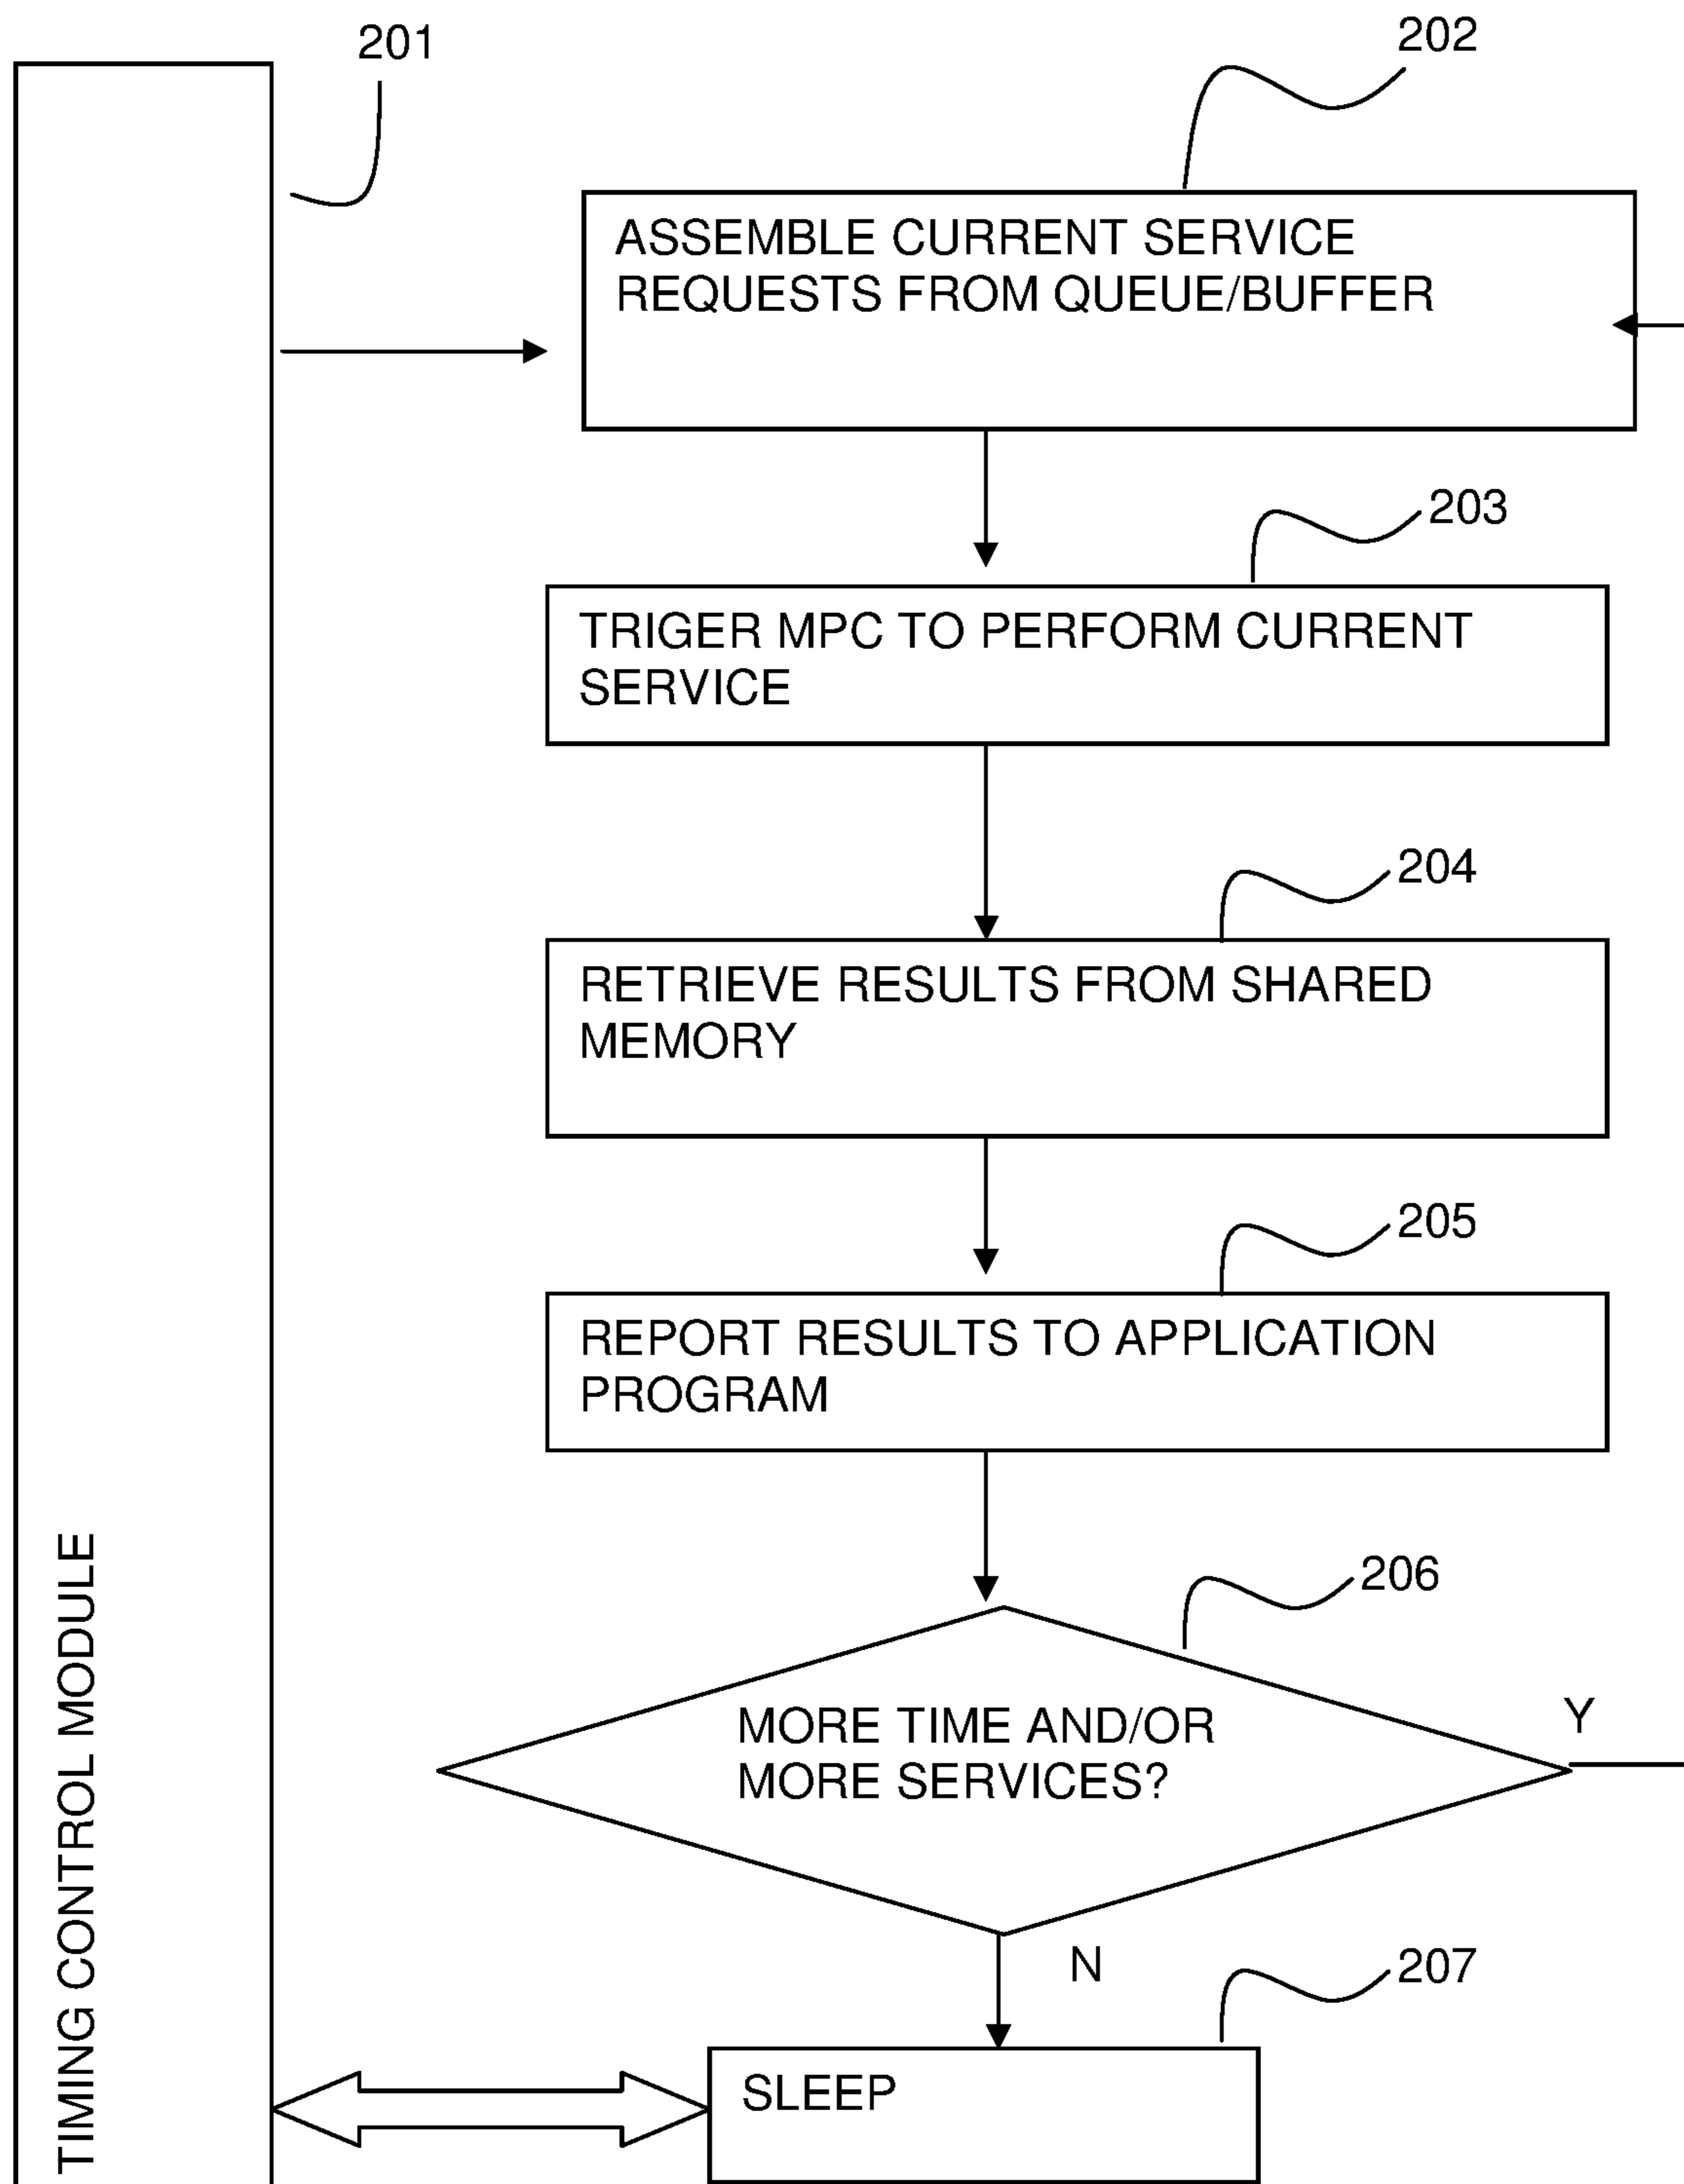 201
202
ASSEMBLE CURRENT SERVICE
REQUESTS FROM QUEUE/BUFFER
203
TRIGER MPC TO PERFORM CURRENT
SERVICE
204
RETRIEVE RESULTS FROM SHARED
MEMORY
205
REPORT RESULTS TO APPLICATION
PROGRAM
206
MORE TIME AND/OR
MORE SERVICES?
Y
N
207
SLEEP
TIMING CONTROL MODULE